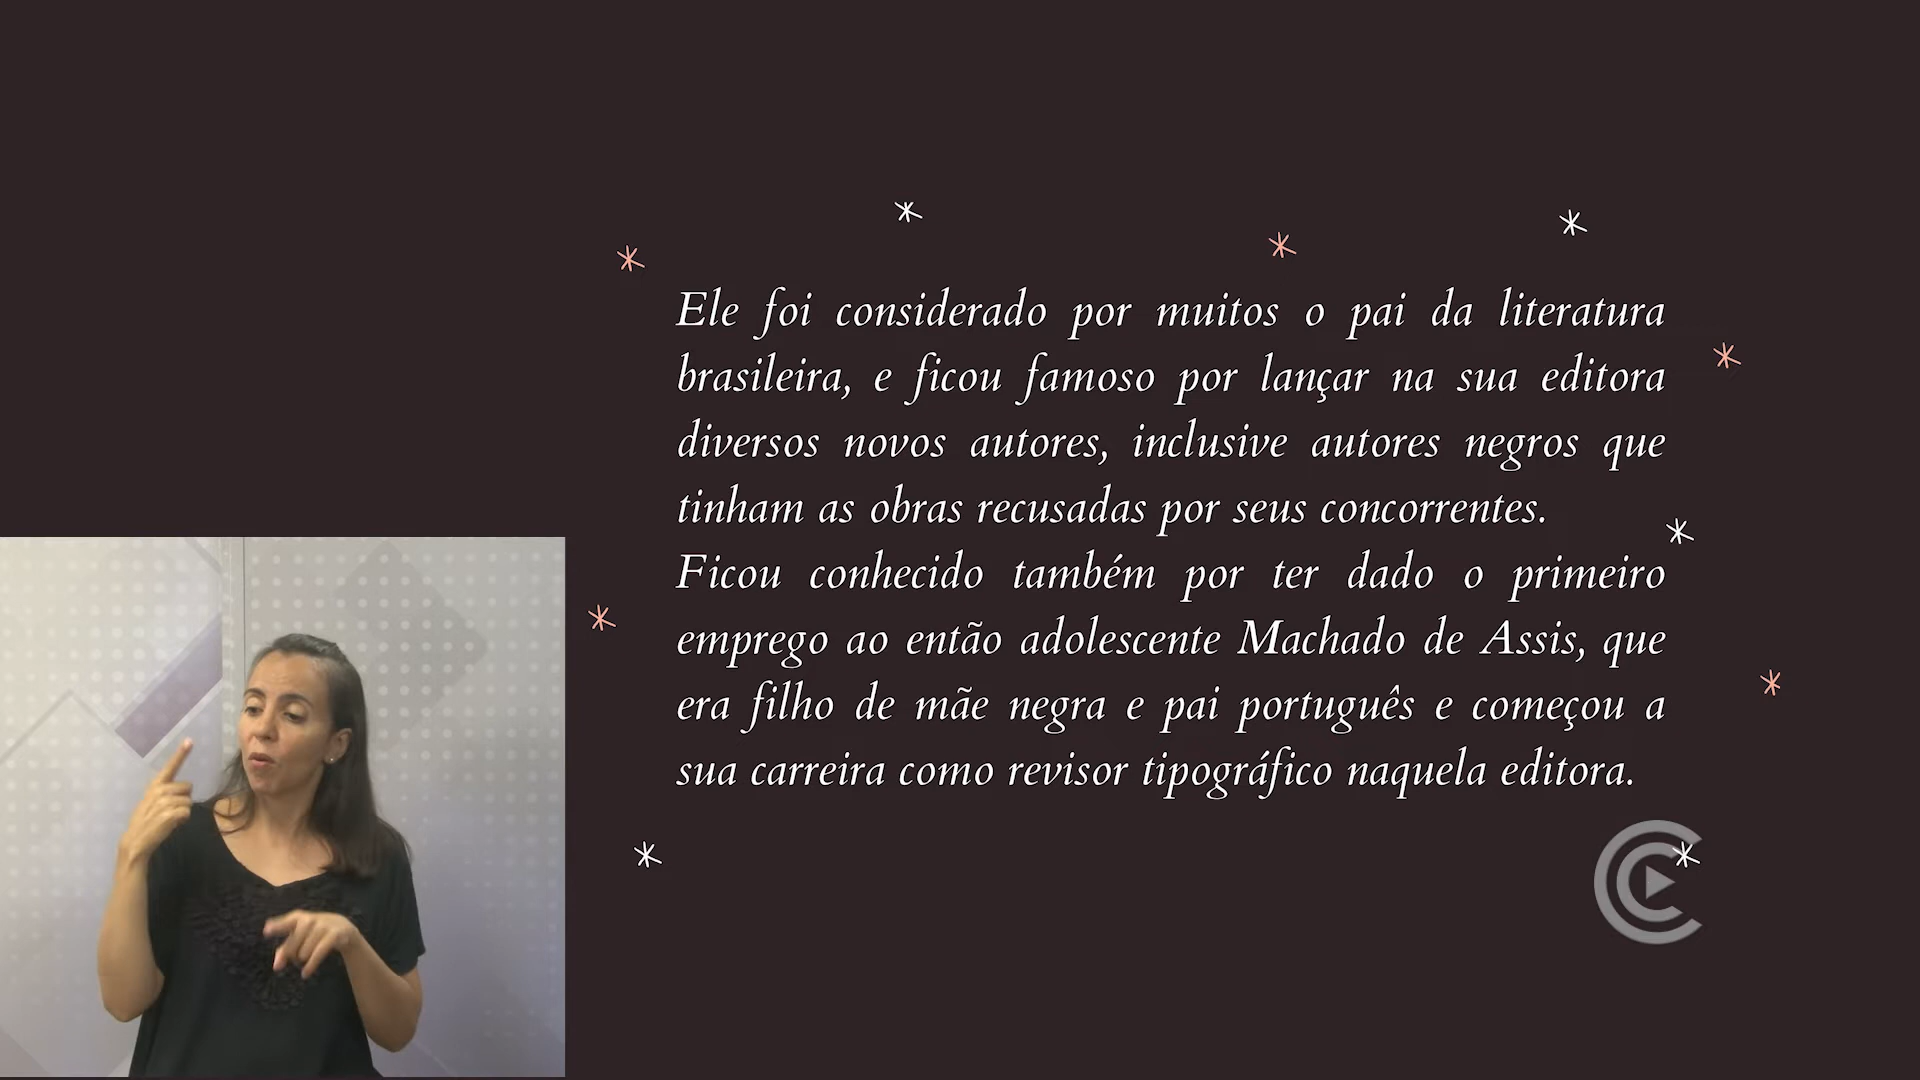 Ele foi considerado por muitos o pai da literatura
brasileira, e ficou famoso por lançar na sua editora
diversos novos autores, inclusive autores negros que
tinham as obras recusadas por seus concorrentes.
Ficou conhecido também por ter dado o primeiro
emprego ao então adolescente Machado de Assis, que
era filho de mãe negra e pai português e começou a
sua carreira como revisor tipográfico naquela editora.